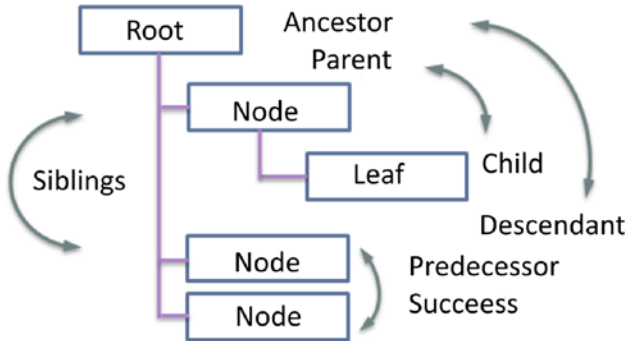 Root
Ancestor
Parent
Node
Siblings
Leaf
Child
Descendant
Node
Predecessor
Succeess
Node